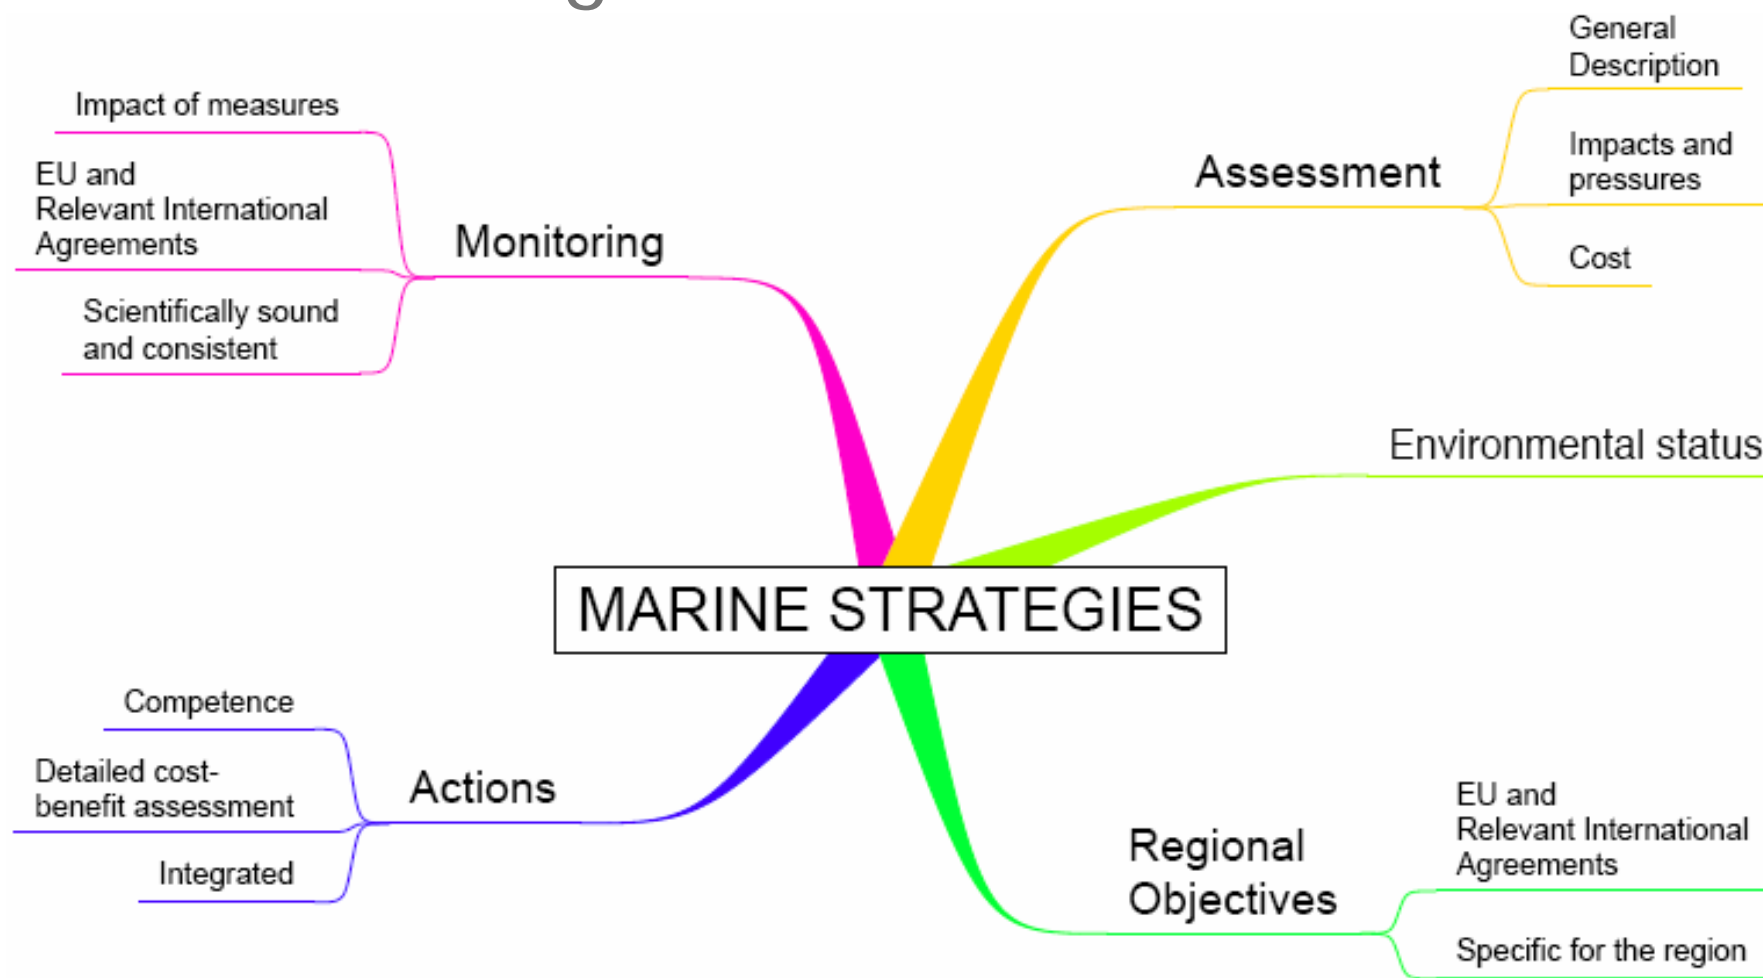 General
Description
Impacts and
pressures
Cost
Assessment
Impact of measures
EU and
Relevant International
Agreements
Scientifically sound
and consistent
Monitoring
Environmental status
MARINE STRATEGIES
Competence
Detailed cost-
benefit assessment
Integrated
Actions
Regional
Objectives
EU and
Relevant International
Agreements
Specific for the region